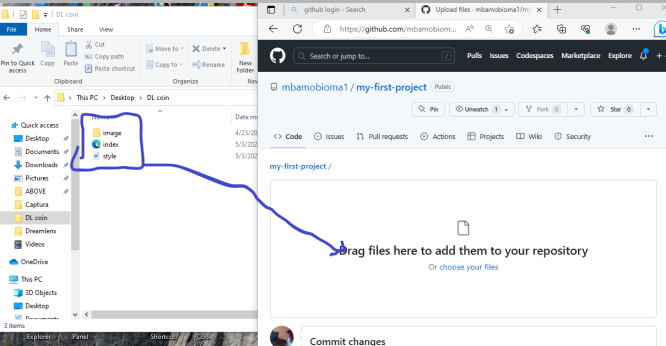 DL coin
File
Home
Share
View
Pin to Quick
access
Copy
Paste
Cut
Copy path
Paste shortcut
Clipboard
Move to
Copy to
Delete
Rename
Organize
New
folder
This PC > Desktop > DL coin
Quick access
Desktop
Documents
Downloads
Pictures
ABOVE
Captura
DL coin
Dreamlenx
Videos
OneDrive
This PC
3D Objects
Desktop
Documents
Date mo
image 4/23/20
index 5/3/202
style 5/3/202
3 items
Explorer
Panel
Shortcut
Code
github login - Search
Upload files · mbamobioma1/my
https://github.com/mbamobiom...
Search or jump to...
/
Pulls
Issues
Codespaces
Marketplace
Explore
mbamobioma1 / my-first-project
Public
Pin
Unwatch 1
Fork 0
Star 0
Code
Issues
Pull requests
Actions
Projects
Wiki
Security
my-first-project /
Drag files here to add them to your repository
Or choose your files
Commit changes